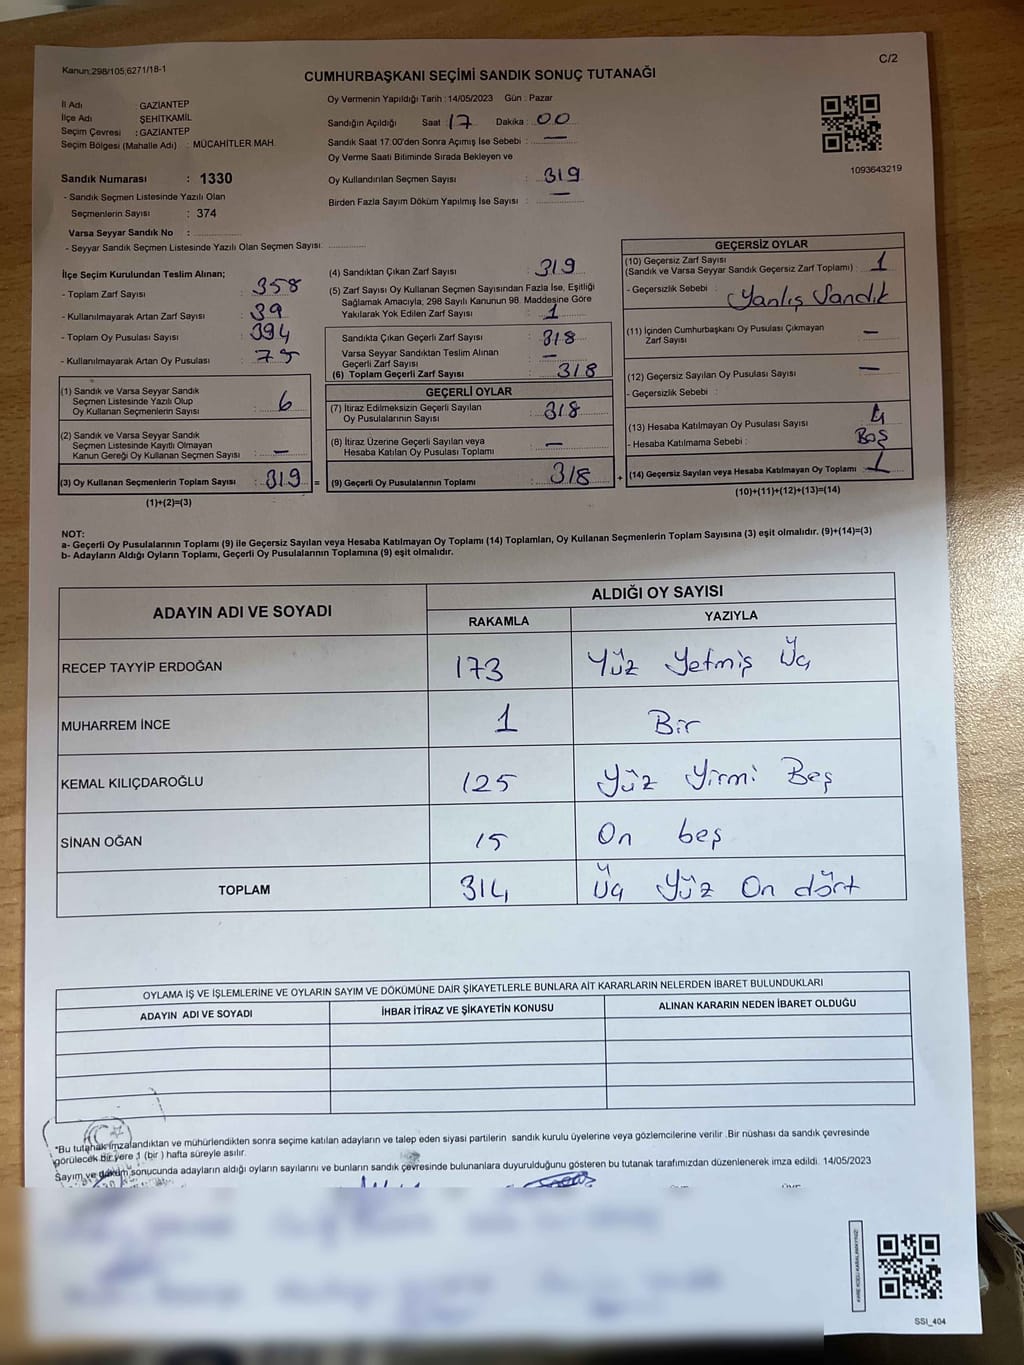 Kanun:298/105;6271/18-1
C/2
CUMHURBAŞKANI SEÇİMİ SANDIK SONUÇ TUTANAĞI
İl Adı : GAZİANTEP
İlçe Adı ŞEHİTKAMİL
Seçim Çevresi : GAZİANTEP
Seçim Bölgesi (Mahalle Adı) : MÜCAHİTLER MAH.
Sandık Numarası : 1330
- Sandık Seçmen Listesinde Yazılı Olan
Seçmenlerin Sayısı : 374
Varsa Seyyar Sandık No :
- Seyyar Sandık Seçmen Listesinde Yazılı Olan Seçmen Sayısı:
Oy Vermenin Yapıldığı Tarih : 14/05/2023 Gün : Pazar
Sandığın Açıldığı Saat : 17 Dakika : 00
Sandık Saat 17:00'den Sonra Açımış İse Sebebi : —
Oy Verme Saati Bitiminde Sırada Bekleyen ve
Oy Kullandırılan Seçmen Sayısı : 319
Birden Fazla Sayım Döküm Yapılmış İse Sayısı : —
1093643219
İlçe Seçim Kurulundan Teslim Alınan;
- Toplam Zarf Sayısı : 358
- Kullanılmayarak Artan Zarf Sayısı : 39
- Toplam Oy Pusulası Sayısı : 394
- Kullanılmayarak Artan Oy Pusulası : 75
(1) Sandık ve Varsa Seyyar Sandık
Seçmen Listesinde Yazılı Olup
Oy Kullanan Seçmenlerin Sayısı : 6
(2) Sandık ve Varsa Seyyar Sandık
Seçmen Listesinde Kayıtlı Olmayan
Kanun Gereği Oy Kullanan Seçmen Sayısı : —
(3) Oy Kullanan Seçmenlerin Toplam Sayısı : 319 =
(1)+(2)=(3)
(4) Sandıktan Çıkan Zarf Sayısı : 319
(5) Zarf Sayısı Oy Kullanan Seçmen Sayısından Fazla İse, Eşitliği
Sağlamak Amacıyla, 298 Sayılı Kanunun 98. Maddesine Göre
Yakılarak Yok Edilen Zarf Sayısı : 1
Sandıkta Çıkan Geçerli Zarf Sayısı : 318
Varsa Seyyar Sandıktan Teslim Alınan
Geçerli Zarf Sayısı : —
(6) Toplam Geçerli Zarf Sayısı : 318
GEÇERLİ OYLAR
(7) İtiraz Edilmeksizin Geçerli Sayılan
Oy Pusulalarının Sayısı : 318
(8) İtiraz Üzerine Geçerli Sayılan veya
Hesaba Katılan Oy Pusulası Toplamı : —
(9) Geçerli Oy Pusulalarının Toplamı : 318 +
GEÇERSİZ OYLAR
(10) Geçersiz Zarf Sayısı
(Sandık ve Varsa Seyyar Sandık Geçersiz Zarf Toplamı) : 1
- Geçersizlik Sebebi : Yanlış Sandık
(11) İçinden Cumhurbaşkanı Oy Pusulası Çıkmayan
Zarf Sayısı : —
(12) Geçersiz Sayılan Oy Pusulası Sayısı : —
- Geçersizlik Sebebi :
(13) Hesaba Katılmayan Oy Pusulası Sayısı : 4
- Hesaba Katılmama Sebebi : Boş
(14) Geçersiz Sayılan veya Hesaba Katılmayan Oy Toplamı : 1
(10)+(11)+(12)+(13)=(14)
NOT:
a- Geçerli Oy Pusulalarının Toplamı (9) ile Geçersiz Sayılan veya Hesaba Katılmayan Oy Toplamı (14) Toplamları, Oy Kullanan Seçmenlerin Toplam Sayısına (3) eşit olmalıdır. (9)+(14)=(3)
b- Adayların Aldığı Oyların Toplamı, Geçerli Oy Pusulalarının Toplamına (9) eşit olmalıdır.
ADAYIN ADI VE SOYADI ALDIĞI OY SAYISI
RAKAMLA YAZIYLA
RECEP TAYYİP ERDOĞAN 173 Yüz Yetmiş Üç
MUHARREM İNCE 1 Bir
KEMAL KILIÇDAROĞLU 125 Yüz Yirmi Beş
SİNAN OĞAN 15 On beş
TOPLAM 314 Üç Yüz On dört
OYLAMA İŞ VE İŞLEMLERİNE VE OYLARIN SAYIM VE DÖKÜMÜNE DAİR ŞİKAYETLERLE BUNLARA AİT KARARLARIN NELERDEN İBARET BULUNDUKLARI
ADAYIN ADI VE SOYADI İHBAR İTİRAZ VE ŞİKAYETİN KONUSU ALINAN KARARIN NEDEN İBARET OLDUĞU
*Bu tutanak imzalandıktan ve mühürlendikten sonra seçime katılan adayların ve talep eden siyasi partilerin sandık kurulu üyelerine veya gözlemcilerine verilir .Bir nüshası da sandık çevresinde
görülecek bir yere 1 (bir ) hafta süreyle asılır.
Sayım ve döküm sonucunda adayların aldığı oyların sayılarını ve bunların sandık çevresinde bulunanlara duyurulduğunu gösteren bu tutanak tarafımızdan düzenlenerek imza edildi. 14/05/2023
SSI_404